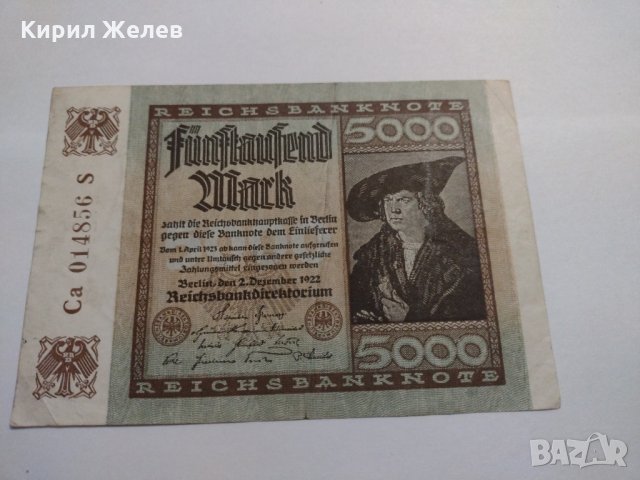 Кирил Желев
REICHSBANKNOTE
5000
Fünftausend
Mark
zahlt die Reichsbankhauptkasse in Berlin
gegen diese Banknote dem Einlieferer
Vom 1. April 1923 ab kann diese Banknote aufgerufen
und unter Umtausch gegen andere gesetzliche
Zahlungsmittel eingezogen werden
Berlin, den 2. Dezember 1922
Reichsbankdirektorium
5000
REICHSBANKNOTE
Ca 014856 S
BAZAR